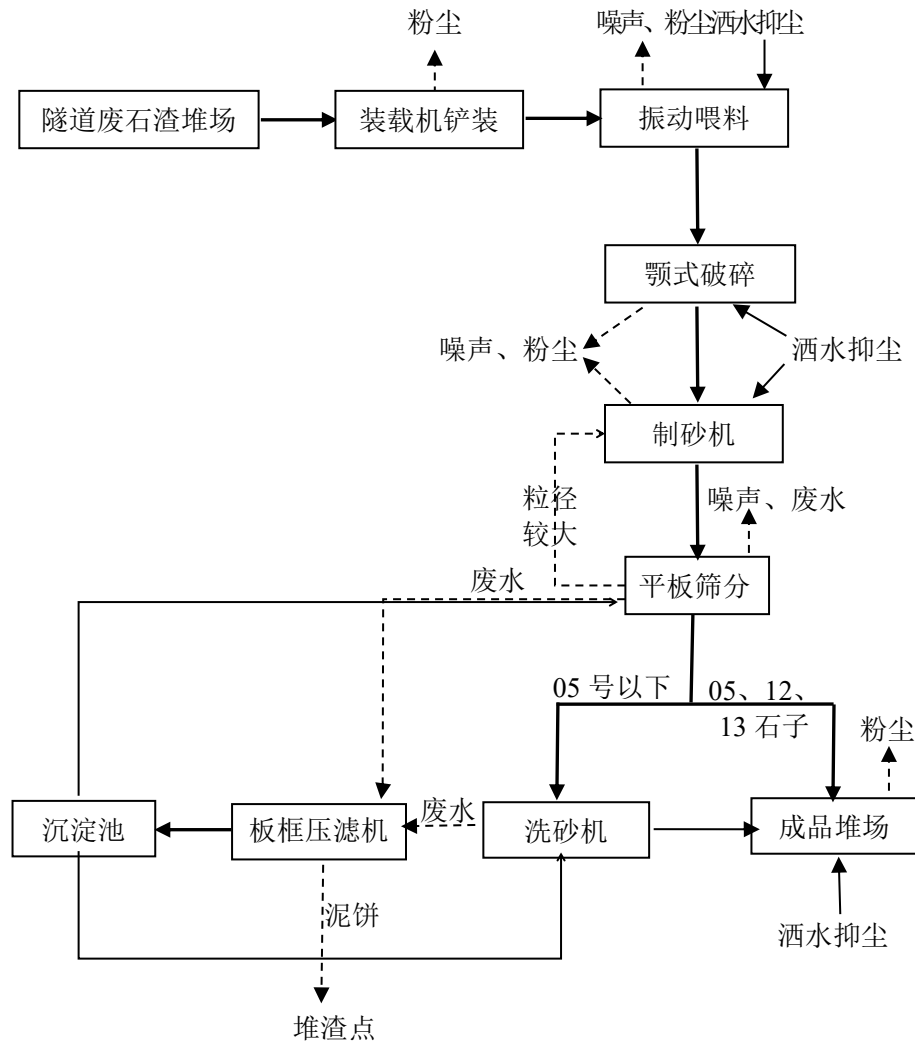 粉尘
噪声、粉尘洒水抑尘
隧道废石渣堆场
装载机铲装
振动喂料
颚式破碎
噪声、粉尘
洒水抑尘
制砂机
粒径
较大
噪声、废水
废水
平板筛分
05 号以下
05、12、
13 石子
粉尘
沉淀池
板框压滤机
废水
洗砂机
成品堆场
泥饼
洒水抑尘
堆渣点